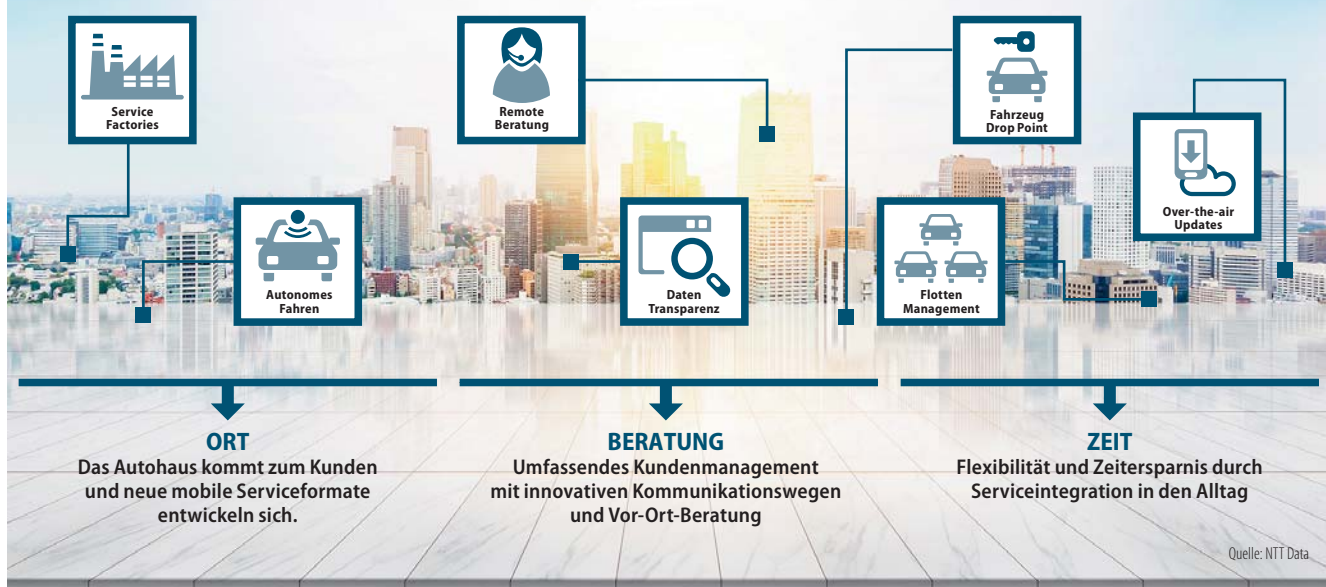 Service
Factories
Remote
Beratung
Fahrzeug
Drop Point
Over-the-air
Updates
Autonomes
Fahren
Daten
Transparenz
Flotten
Management
ORT
Das Autohaus kommt zum Kunden
und neue mobile Serviceformate
entwickeln sich.
BERATUNG
Umfassendes Kundenmanagement
mit innovativen Kommunikationswegen
und Vor-Ort-Beratung
ZEIT
Flexibilität und Zeitersparnis durch
Serviceintegration in den Alltag
Quelle: NTT Data